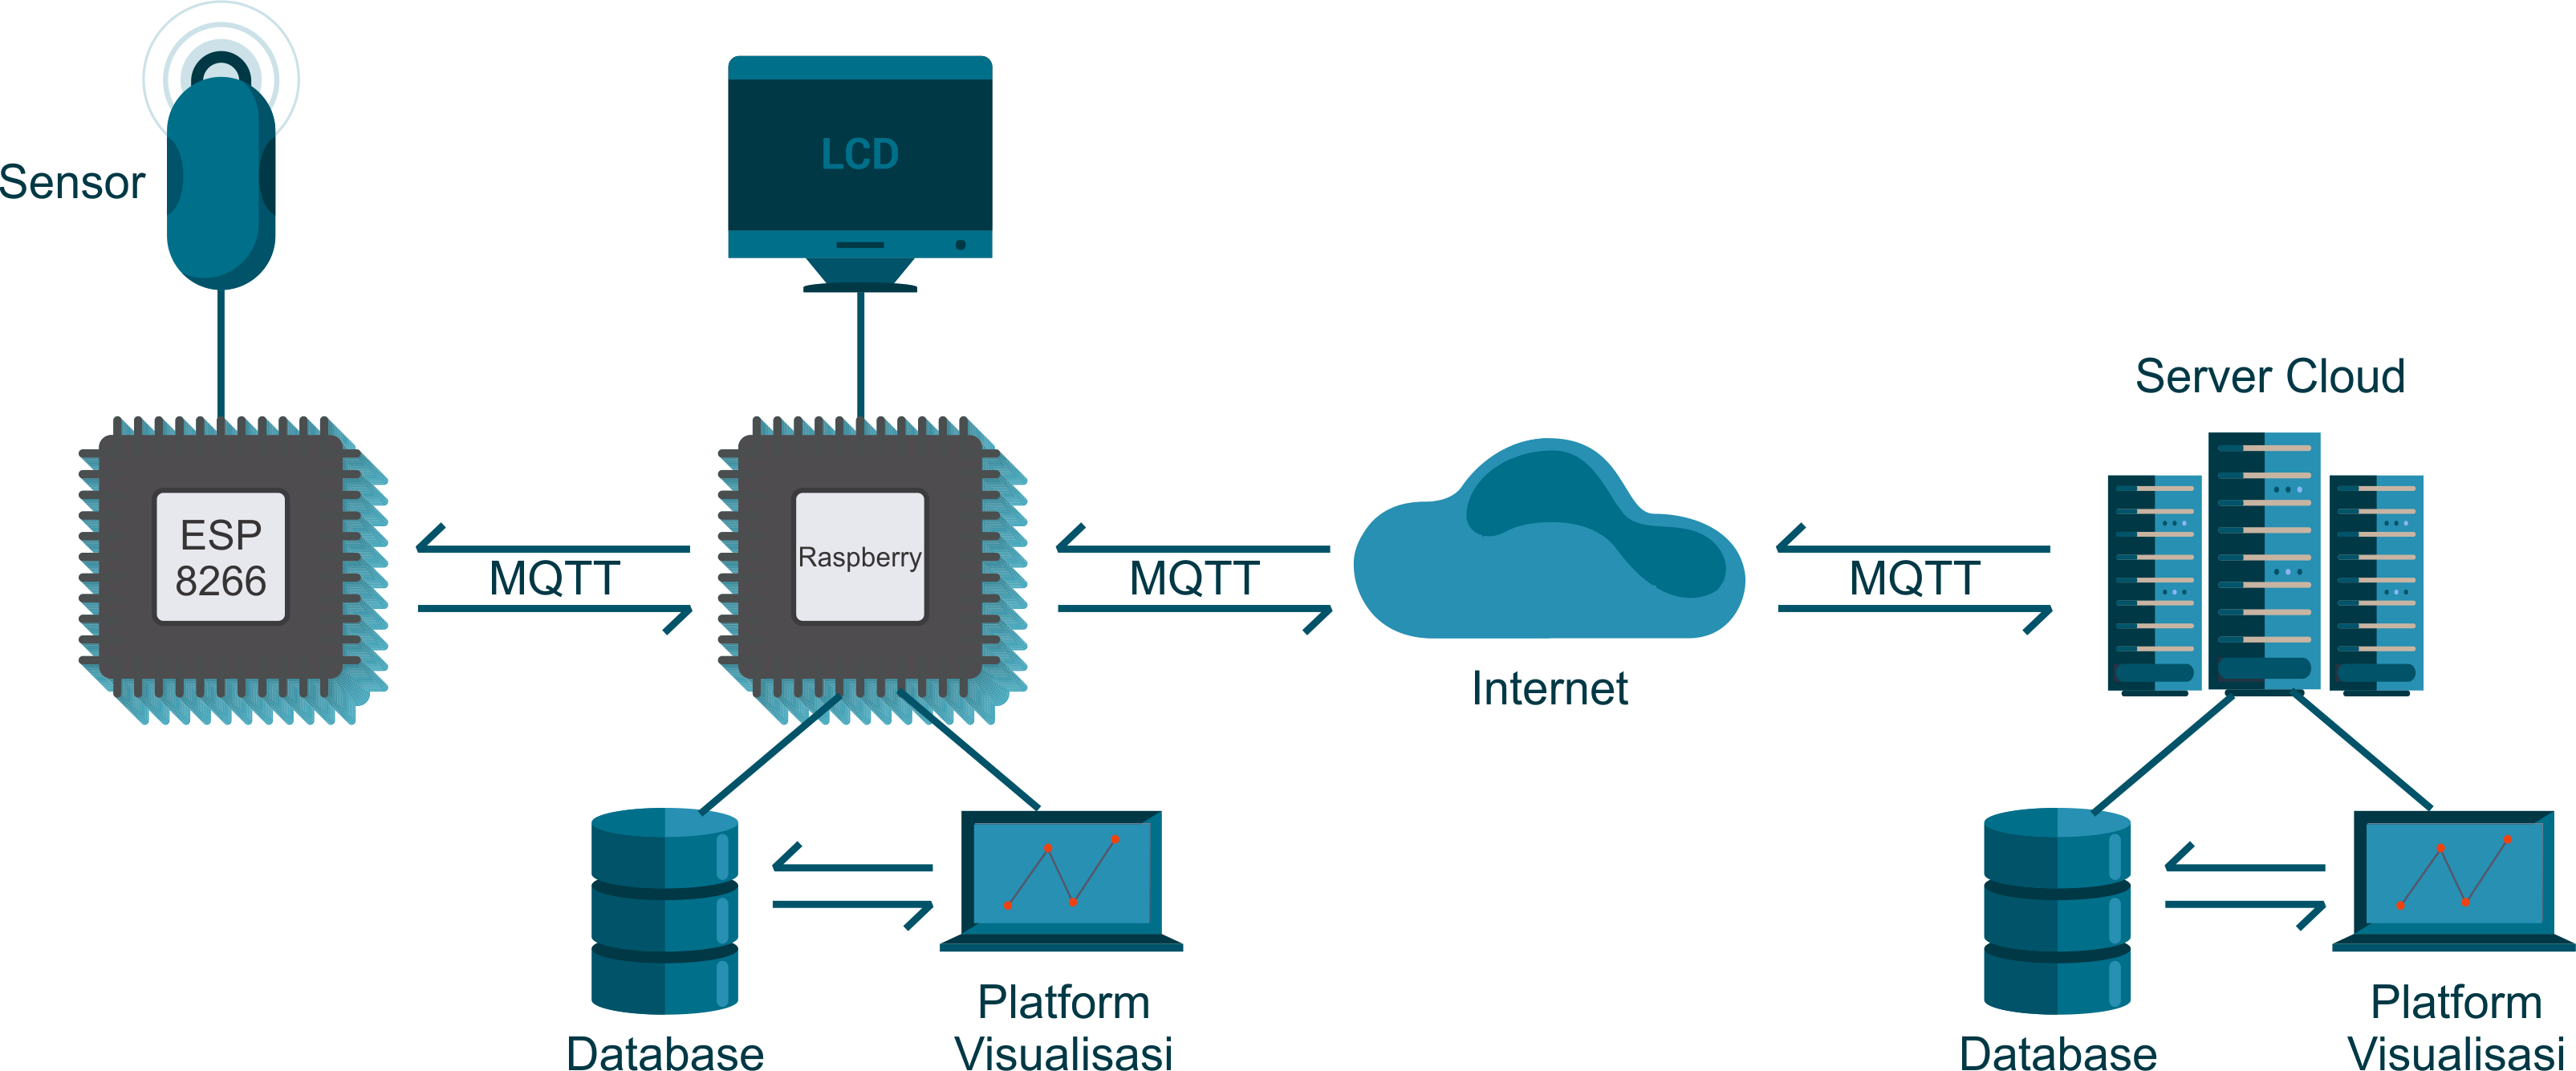 Sensor
LCD
ESP
8266
MQTT
Raspberry
MQTT
Internet
MQTT
Server Cloud
Database
Platform
Visualisasi
Database
Platform
Visualisasi